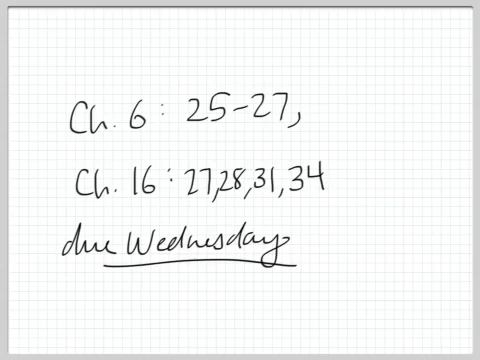 Ch. 6: 25-27,
Ch. 16: 27,28,31,34
due Wednesday